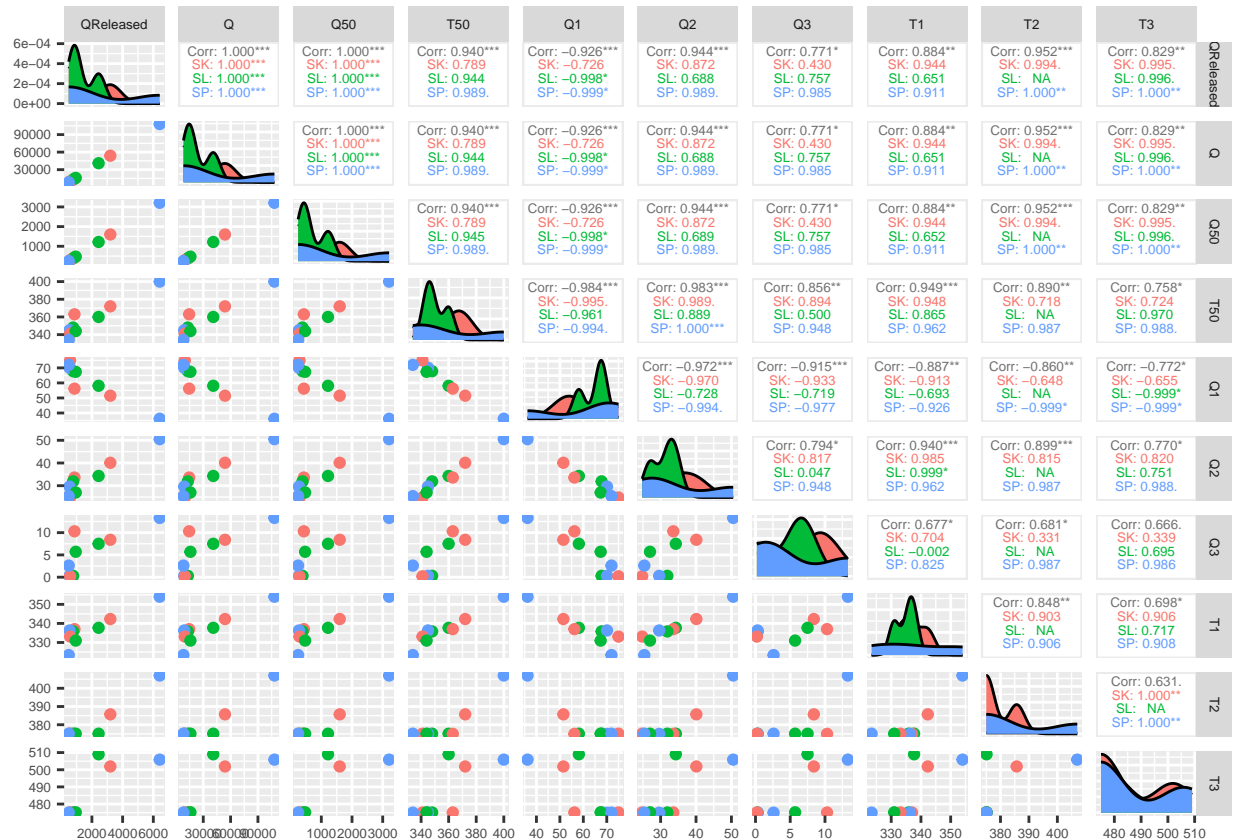 QReleased Q Q50 T50 Q1 Q2 Q3 T1 T2 T3
6e−04
4e−04
2e−04
0e+00
Corr: 1.000*** Corr: 1.000*** Corr: 0.940*** Corr: −0.926*** Corr: 0.944*** Corr: 0.771* Corr: 0.884** Corr: 0.952*** Corr: 0.829**
SK: 1.000*** SK: 1.000*** SK: 0.789 SK: −0.726 SK: 0.872 SK: 0.430 SK: 0.944 SK: 0.994. SK: 0.995.
SL: 1.000*** SL: 1.000*** SL: 0.944 SL: −0.998* SL: 0.688 SL: 0.757 SL: 0.651 SL: NA SL: 0.996.
SP: 1.000*** SP: 1.000*** SP: 0.989. SP: −0.999* SP: 0.989. SP: 0.985 SP: 0.911 SP: 1.000** SP: 1.000**
QReleased
90000
60000
30000
Corr: 1.000*** Corr: 0.940*** Corr: −0.926*** Corr: 0.944*** Corr: 0.771* Corr: 0.884** Corr: 0.952*** Corr: 0.829**
SK: 1.000*** SK: 0.789 SK: −0.726 SK: 0.872 SK: 0.430 SK: 0.944 SK: 0.994. SK: 0.995.
SL: 1.000*** SL: 0.944 SL: −0.998* SL: 0.688 SL: 0.757 SL: 0.651 SL: NA SL: 0.996.
SP: 1.000*** SP: 0.989. SP: −0.999* SP: 0.989. SP: 0.985 SP: 0.911 SP: 1.000** SP: 1.000**
Q
3000
2000
1000
Corr: 0.940*** Corr: −0.926*** Corr: 0.944*** Corr: 0.771* Corr: 0.884** Corr: 0.952*** Corr: 0.829**
SK: 0.789 SK: −0.726 SK: 0.872 SK: 0.430 SK: 0.944 SK: 0.994. SK: 0.995.
SL: 0.945 SL: −0.998* SL: 0.689 SL: 0.757 SL: 0.652 SL: NA SL: 0.996.
SP: 0.989. SP: −0.999* SP: 0.989. SP: 0.985 SP: 0.911 SP: 1.000** SP: 1.000**
Q50
400
380
360
340
Corr: −0.984*** Corr: 0.983*** Corr: 0.856** Corr: 0.949*** Corr: 0.890** Corr: 0.758*
SK: −0.995. SK: 0.989. SK: 0.894 SK: 0.948 SK: 0.718 SK: 0.724
SL: −0.961 SL: 0.889 SL: 0.500 SL: 0.865 SL: NA SL: 0.970
SP: −0.994. SP: 1.000*** SP: 0.948 SP: 0.962 SP: 0.987 SP: 0.988.
T50
70
60
50
40
Corr: −0.972*** Corr: −0.915*** Corr: −0.887** Corr: −0.860** Corr: −0.772*
SK: −0.970 SK: −0.933 SK: −0.913 SK: −0.648 SK: −0.655
SL: −0.728 SL: −0.719 SL: −0.693 SL: NA SL: −0.999*
SP: −0.994. SP: −0.977 SP: −0.926 SP: −0.999* SP: −0.999*
Q1
50
40
30
Corr: 0.794* Corr: 0.940*** Corr: 0.899*** Corr: 0.770*
SK: 0.817 SK: 0.985 SK: 0.815 SK: 0.820
SL: 0.047 SL: 0.999* SL: NA SL: 0.751
SP: 0.948 SP: 0.962 SP: 0.987 SP: 0.988.
Q2
10
5
0
Corr: 0.677* Corr: 0.681* Corr: 0.666.
SK: 0.704 SK: 0.331 SK: 0.339
SL: −0.002 SL: NA SL: 0.695
SP: 0.825 SP: 0.987 SP: 0.986
Q3
350
340
330
Corr: 0.848** Corr: 0.698*
SK: 0.903 SK: 0.906
SL: NA SL: 0.717
SP: 0.906 SP: 0.908
T1
400
390
380
Corr: 0.631.
SK: 1.000**
SL: NA
SP: 1.000**
T2
510
500
490
480
T3
2000 4000 6000 30000 60000 90000 1000 2000 3000 340 360 380 400 40 50 60 70 30 40 50 0 5 10 330 340 350 380 390 400 480 490 500 510